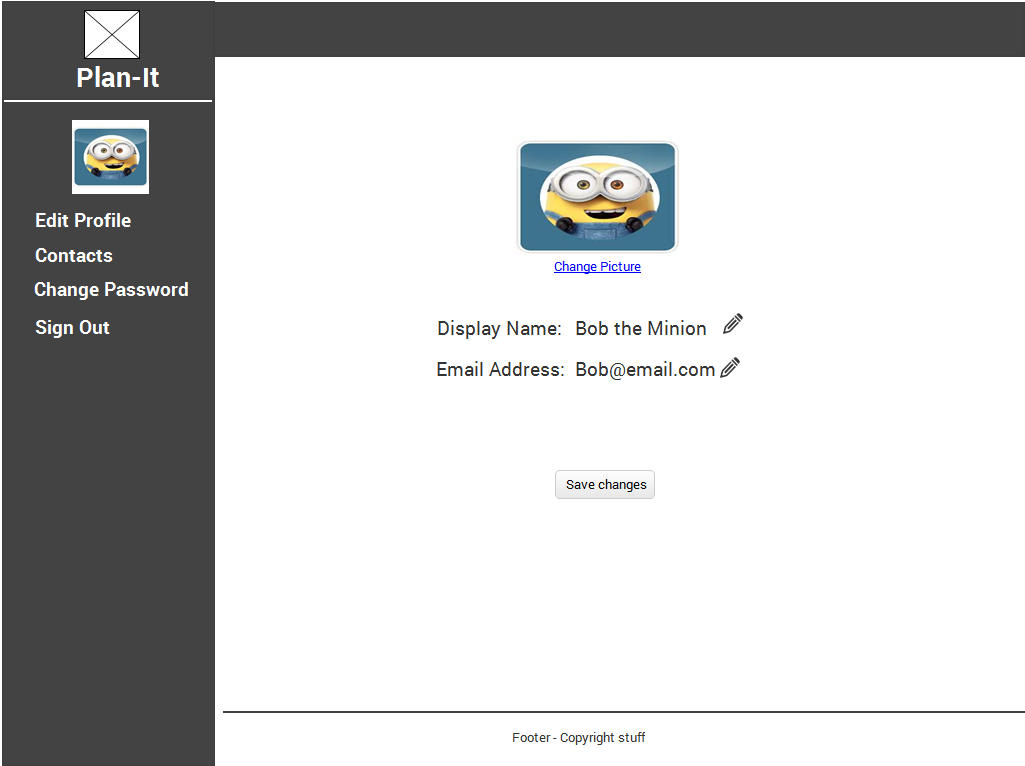 Plan-It
Edit Profile
Contacts
Change Password
Sign Out
Change Picture
Display Name: Bob the Minion
Email Address: Bob@email.com
Save changes
Footer - Copyright stuff